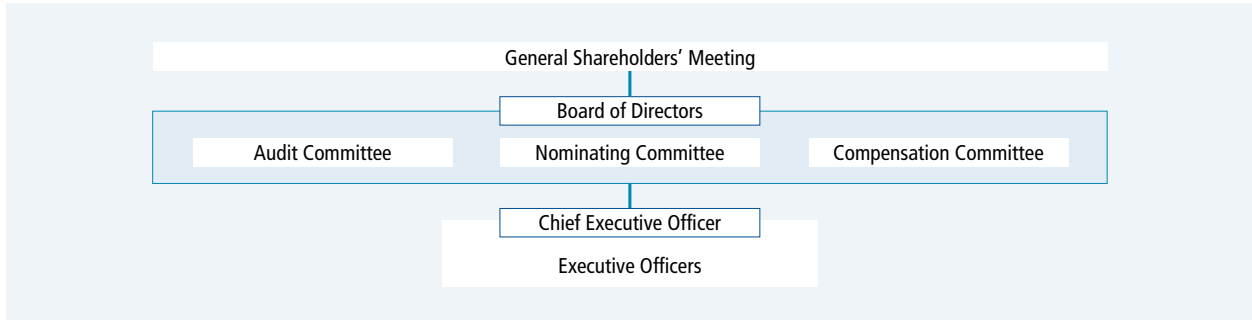 General Shareholders’ Meeting
Board of Directors
Audit Committee
Nominating Committee
Compensation Committee
Chief Executive Officer
Executive Officers